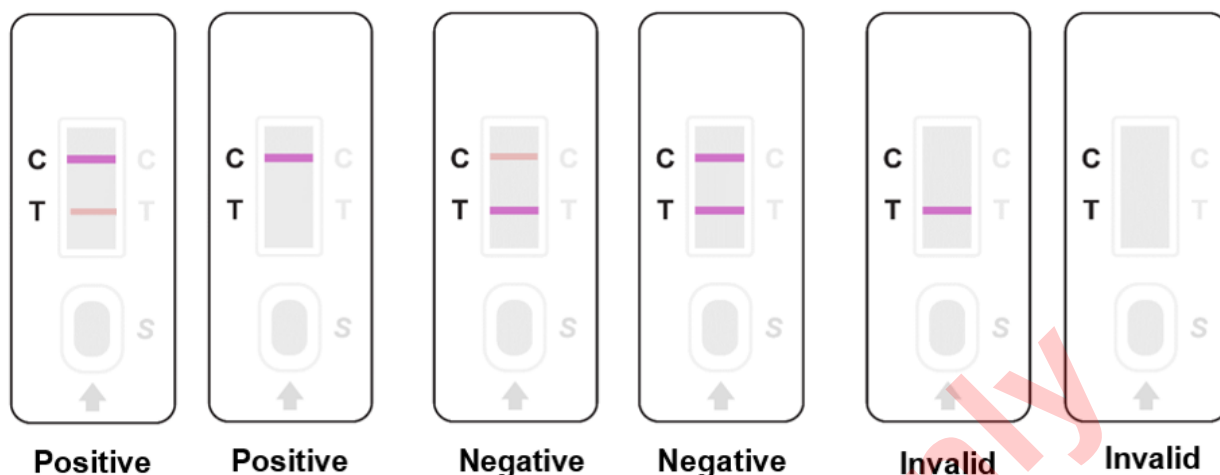 C C C C C C C C C C C C
T T T T T T T T T T T T
S S S S S S
Positive Positive Negative Negative Invalid Invalid